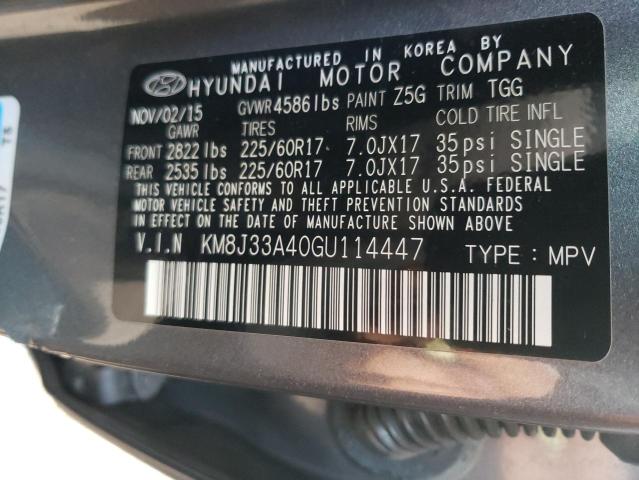 MANUFACTURED IN KOREA BY
HYUNDAI MOTOR COMPANY
NOV/02/15 GVWR 4586lbs PAINT Z5G TRIM TGG
GAWR TIRES RIMS COLD TIRE INFL
FRONT 2822 lbs 225/60R17 7.0JX17 35psi SINGLE
REAR 2535 lbs 225/60R17 7.0JX17 35psi SINGLE
THIS VEHICLE CONFORMS TO ALL APPLICABLE U.S.A. FEDERAL
MOTOR VEHICLE SAFETY AND THEFT PREVENTION STANDARDS
IN EFFECT ON THE DATE OF MANUFACTURE SHOWN ABOVE.
V.I.N KM8J33A40GU114447 TYPE : MPV